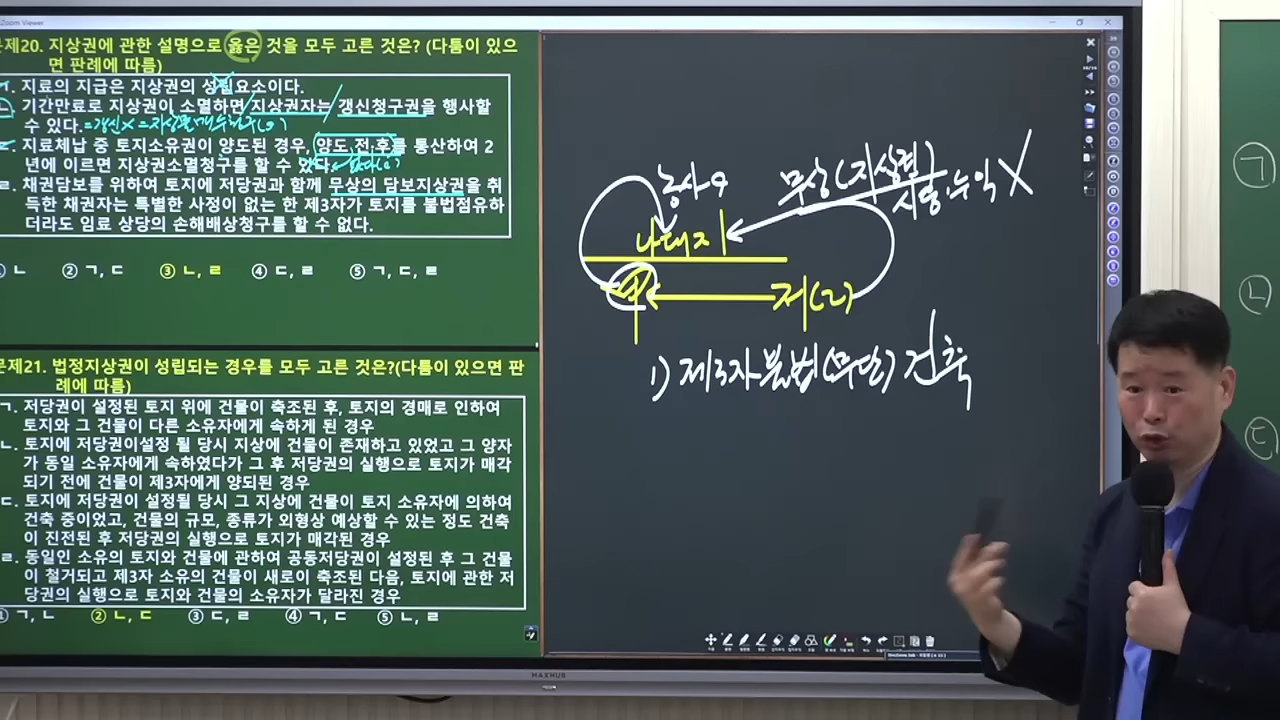 Zoom Viewer
문제20. 지상권에 관한 설명으로 옳은 것을 모두 고른 것은? (다툼이 있으
면 판례에 따름)
ㄱ. 지료의 지급은 지상권의 성립요소이다.
ㄴ. 기간만료로 지상권이 소멸하면 지상권자는 갱신청구권을 행사할
수 있다.
ㄷ. 지료체납 중 토지소유권이 양도된 경우, 양도 전·후를 통산하여 2
년에 이르면 지상권소멸청구를 할 수 있다.
ㄹ. 채권담보를 위하여 토지에 저당권과 함께 무상의 담보지상권을 취
득한 채권자는 특별한 사정이 없는 한 제3자가 토지를 불법점유하
더라도 임료 상당의 손해배상청구를 할 수 없다.
① ㄴ ② ㄱ, ㄷ ③ ㄴ, ㄹ ④ ㄷ, ㄹ ⑤ ㄱ, ㄷ, ㄹ
문제21. 법정지상권이 성립되는 경우를 모두 고른 것은?(다툼이 있으면 판
례에 따름)
ㄱ. 저당권이 설정된 토지 위에 건물이 축조된 후, 토지의 경매로 인하여
토지와 그 건물이 다른 소유자에게 속하게 된 경우
ㄴ. 토지에 저당권이설정 될 당시 지상에 건물이 존재하고 있었고 그 양자
가 동일 소유자에게 속하였다가 그 후 저당권의 실행으로 토지가 매각
되기 전에 건물이 제3자에게 양도된 경우
ㄷ. 토지에 저당권이 설정될 당시 그 지상에 건물이 토지 소유자에 의하여
건축 중이었고, 건물의 규모, 종류가 외형상 예상할 수 있는 정도 건축
이 진전된 후 저당권의 실행으로 토지가 매각된 경우
ㄹ. 동일인 소유의 토지와 건물에 관하여 공동저당권이 설정된 후 그 건물
이 철거되고 제3자 소유의 건물이 새로이 축조된 다음, 토지에 관한 저
당권의 실행으로 토지와 건물의 소유자가 달라진 경우
① ㄱ, ㄴ ② ㄴ, ㄷ ③ ㄷ, ㄹ ④ ㄱ, ㄷ ⑤ ㄴ, ㄹ
무상(지상권)
사용·수익 X
나대지
저(2)
1) 제3자 불법(무단) 건축
MAXHUB
ㄱ
ㄴ
ㄷ